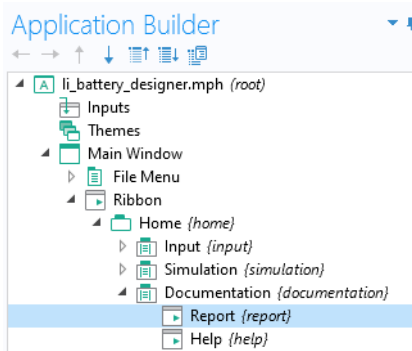 Application Builder
li_battery_designer.mph (root)
Inputs
Themes
Main Window
File Menu
Ribbon
Home {home}
Input {input}
Simulation {simulation}
Documentation {documentation}
Report {report}
Help {help}